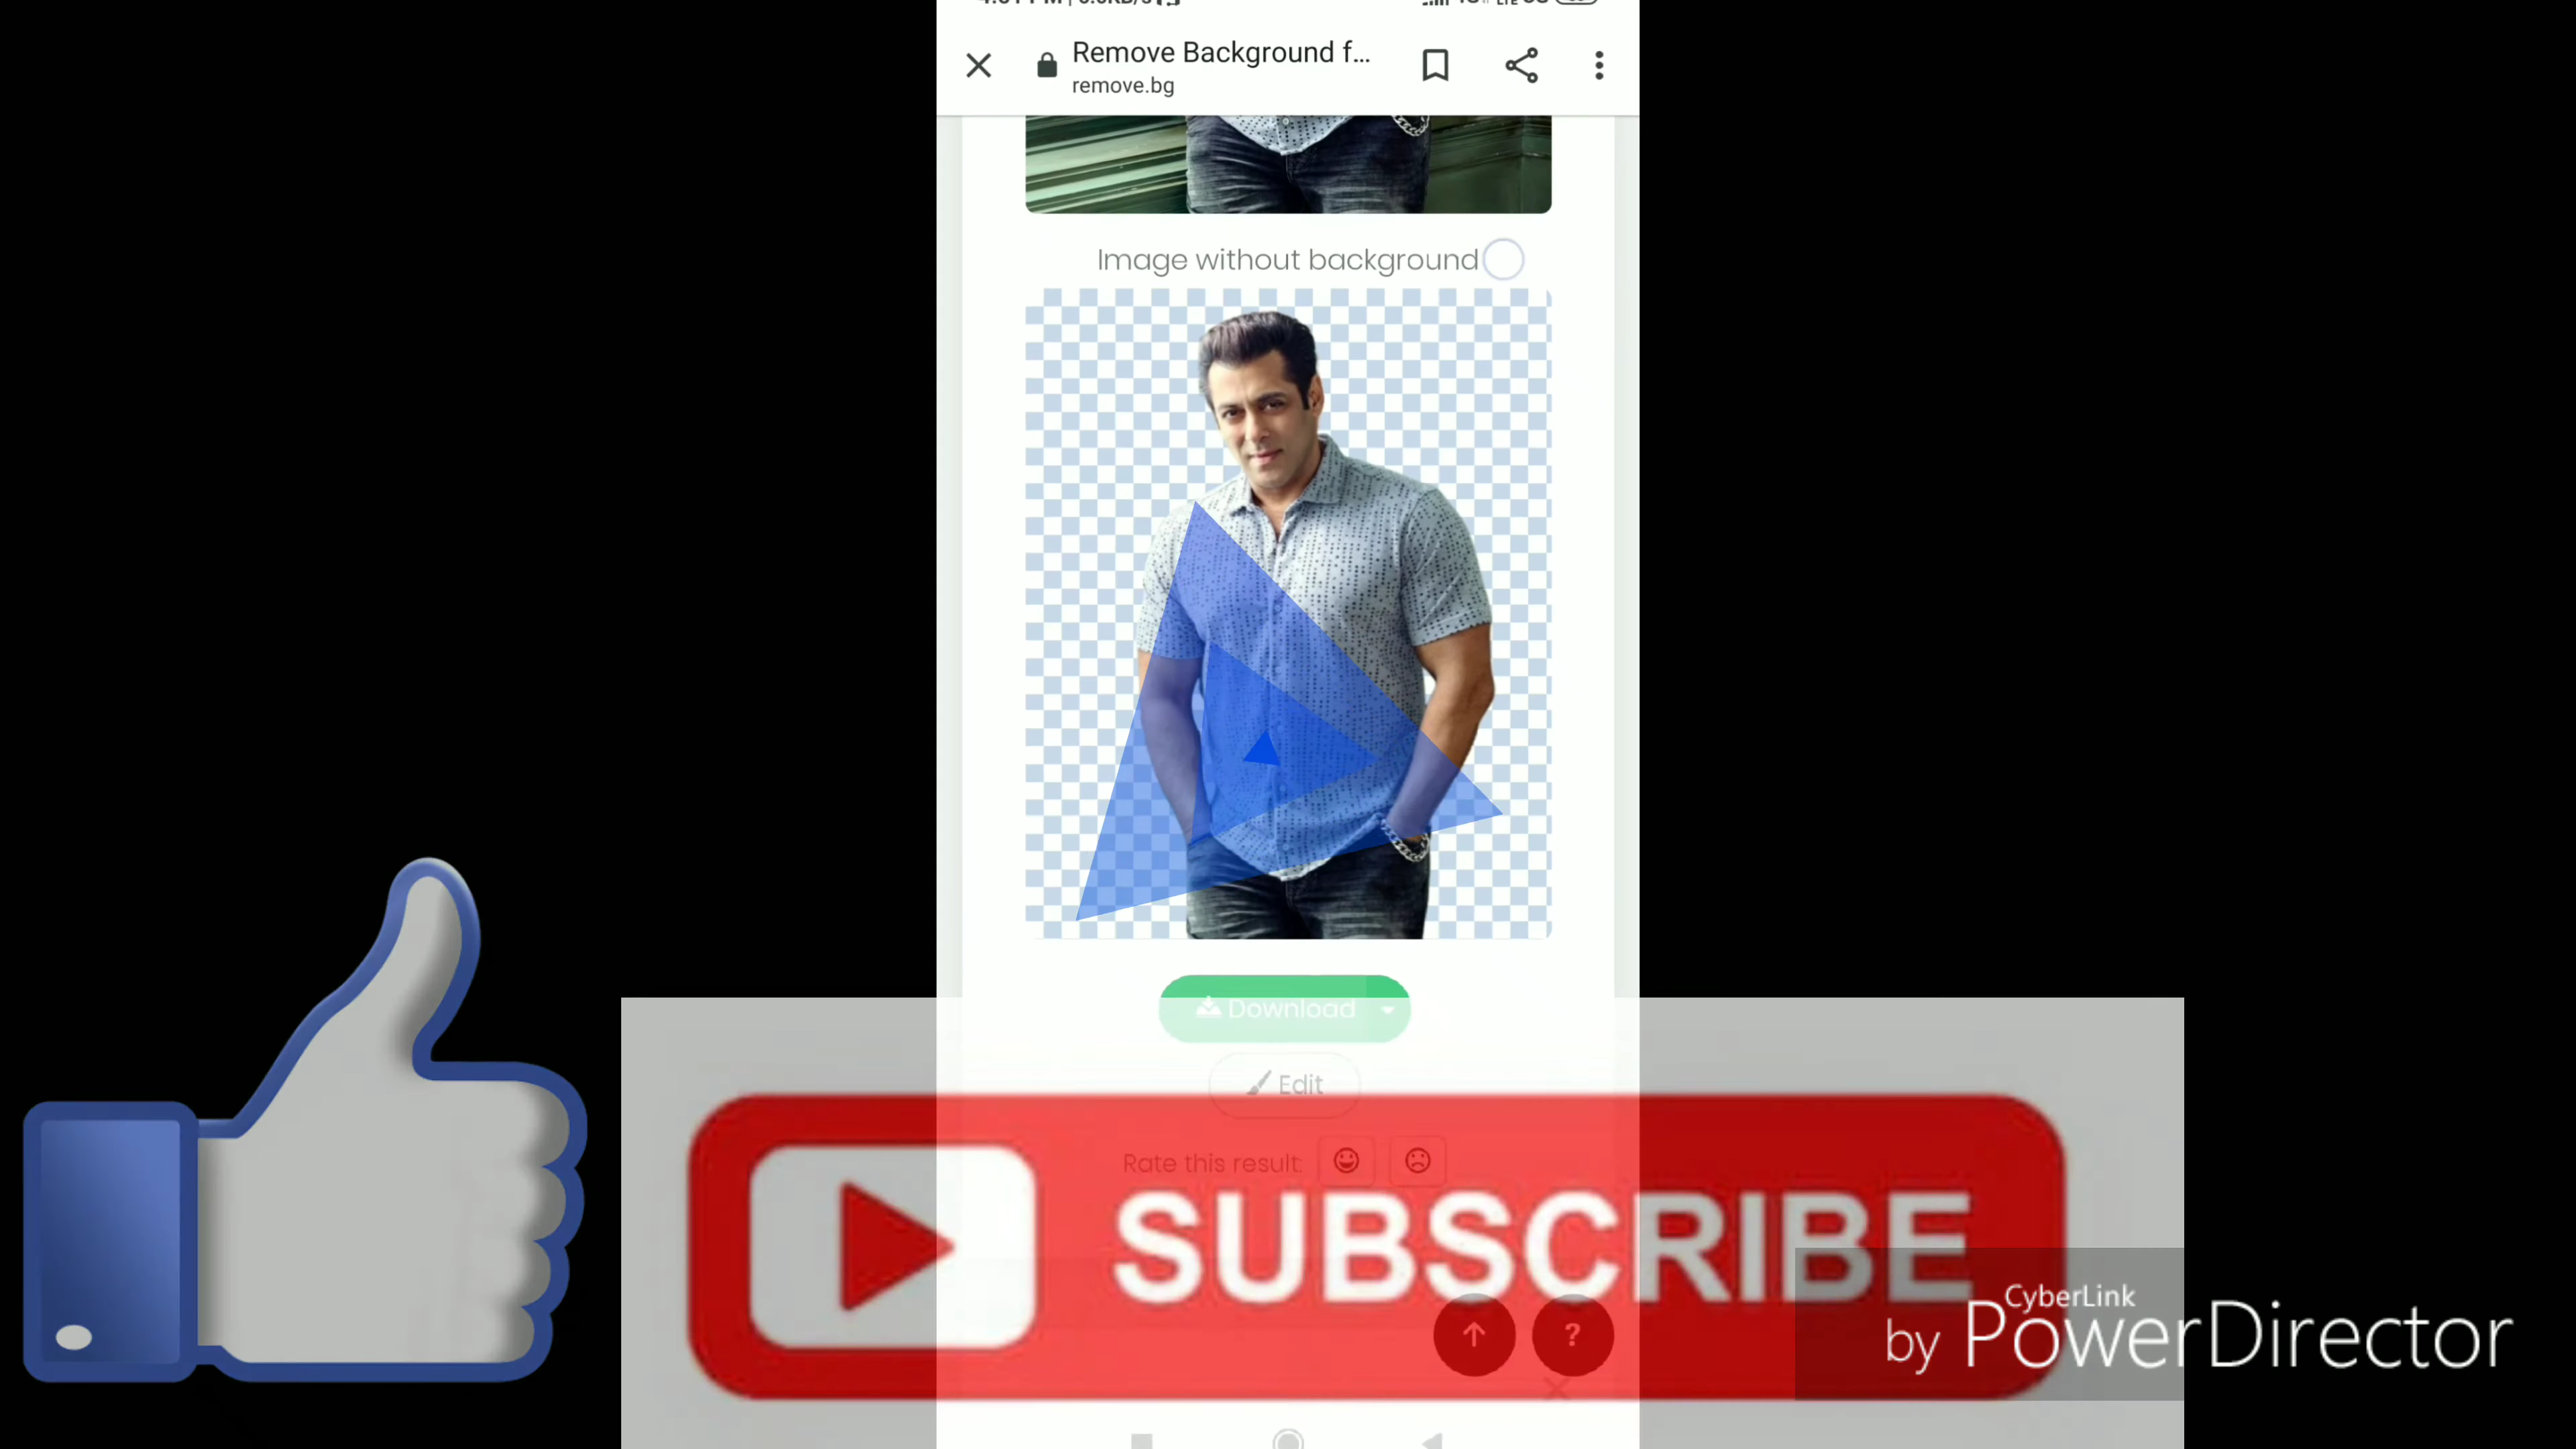 Remove Background f...
remove.bg
Image without background
Download
Edit
Rate this result:
SUBSCRIBE
?
CyberLink
by PowerDirector